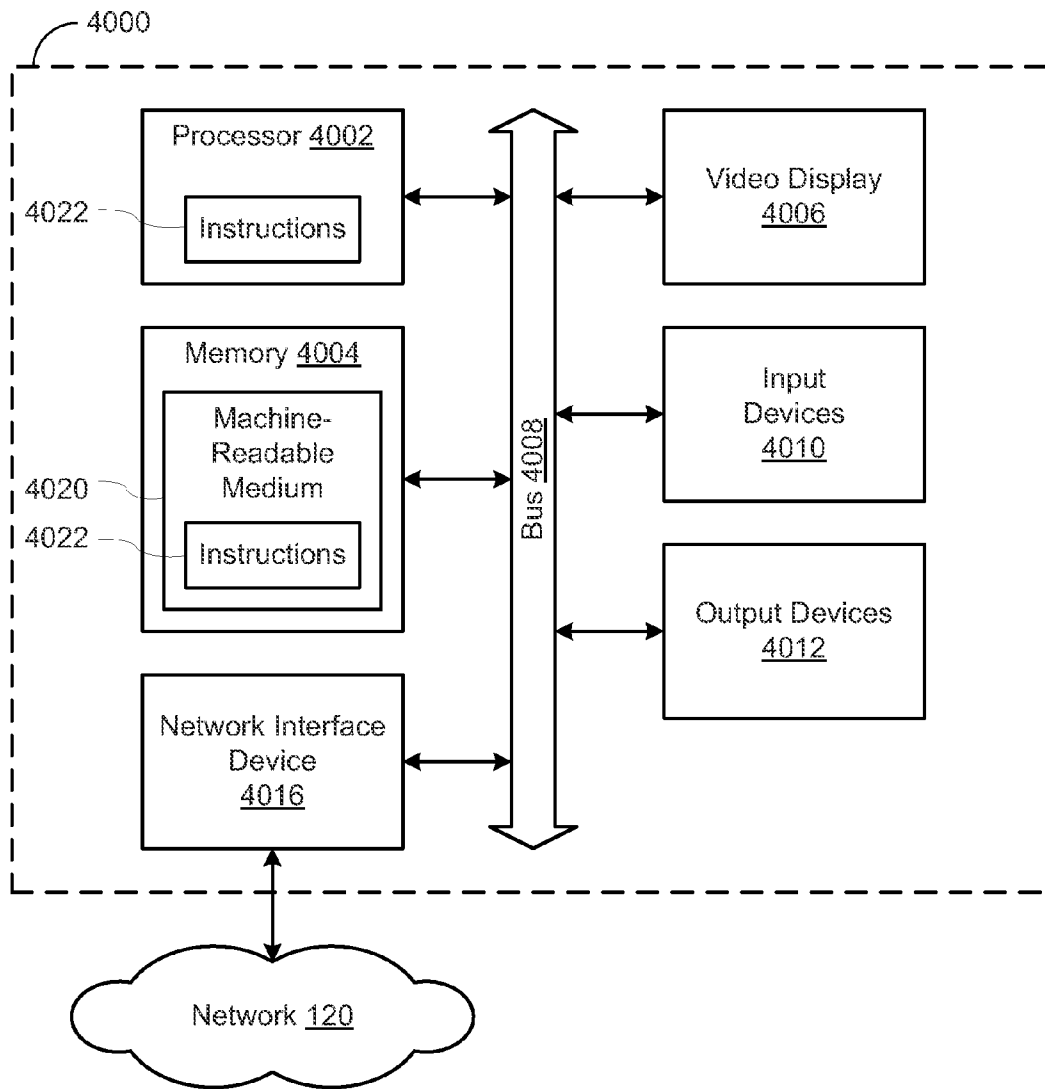 4000
Processor 4002
4022
Instructions
Memory 4004
Machine-
Readable
Medium
4020
4022
Instructions
Network Interface
Device
4016
Bus 4008
Video Display
4006
Input
Devices
4010
Output Devices
4012
Network 120